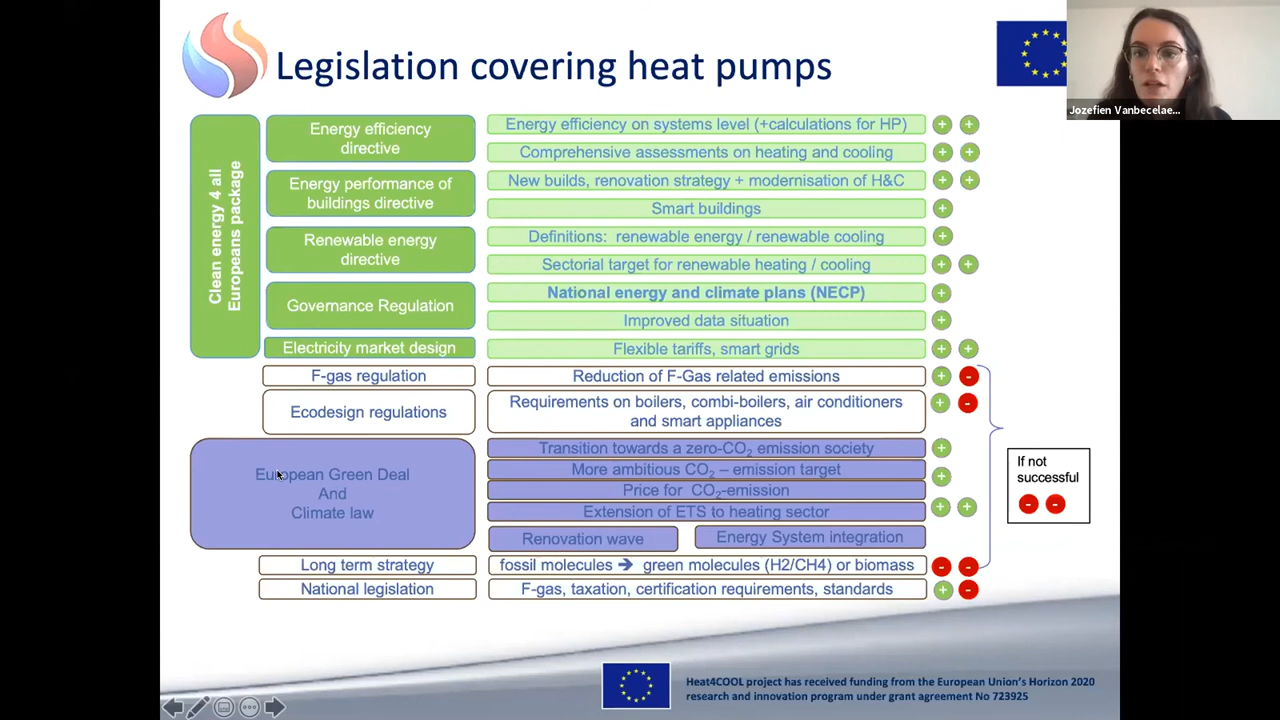 Legislation covering heat pumps
Jozefien Vanbecelae...
Clean energy 4 all
Europeans package
Energy efficiency
directive
Energy efficiency on systems level (+calculations for HP)
Comprehensive assessments on heating and cooling
Energy performance of
buildings directive
New builds, renovation strategy + modernisation of H&C
Smart buildings
Renewable energy
directive
Definitions: renewable energy / renewable cooling
Sectorial target for renewable heating / cooling
Governance Regulation
National energy and climate plans (NECP)
Improved data situation
Electricity market design
Flexible tariffs, smart grids
F-gas regulation
Reduction of F-Gas related emissions
Ecodesign regulations
Requirements on boilers, combi-boilers, air conditioners
and smart appliances
European Green Deal
And
Climate law
Transition towards a zero-CO₂ emission society
More ambitious CO₂ – emission target
Price for CO₂-emission
Extension of ETS to heating sector
Renovation wave
Energy System integration
Long term strategy
fossil molecules ➔ green molecules (H2/CH4) or biomass
National legislation
F-gas, taxation, certification requirements, standards
If not
successful
Heat4COOL project has received funding from the European Union's Horizon 2020
research and innovation program under grant agreement No 723925